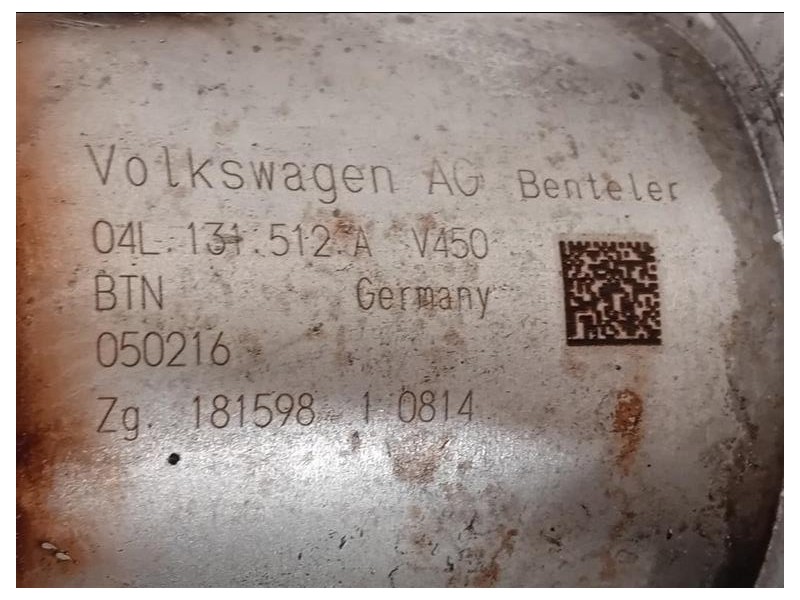 Volkswagen AG Benteler
04L.131.512.A V450
BTN Germany
050216
Zg. 181598 1 0814